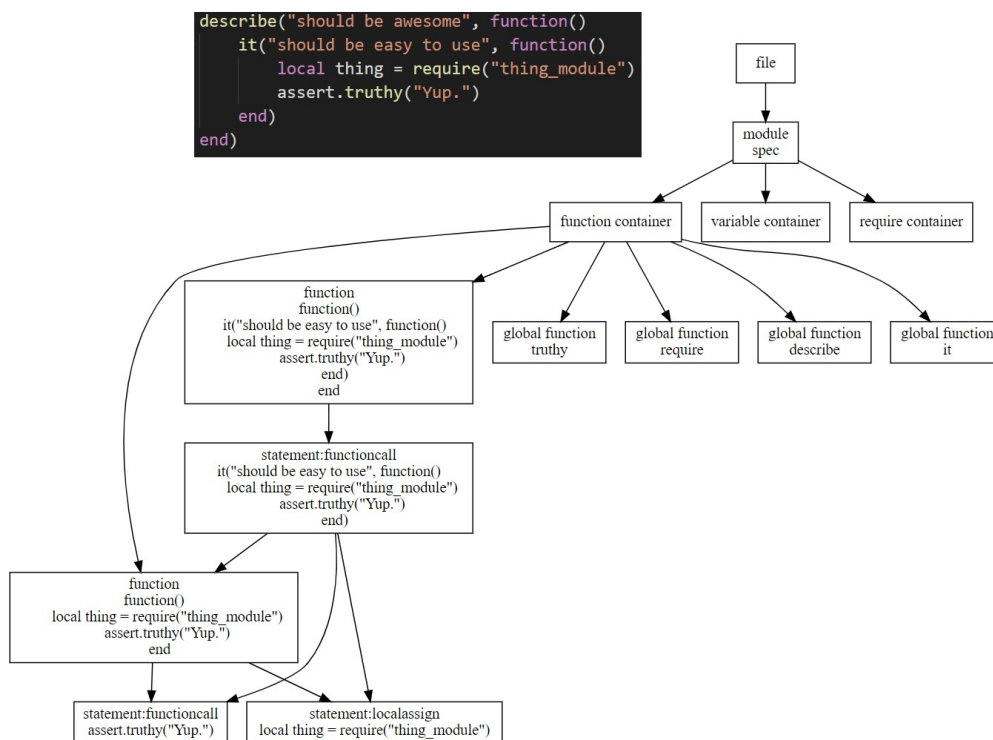 describe("should be awesome", function()
it("should be easy to use", function()
local thing = require("thing_module")
assert.truthy("Yup.")
end)
end)
file
module
spec
function container
variable container
require container
function
function()
it("should be easy to use", function()
local thing = require("thing_module")
assert.truthy("Yup.")
end)
end
global function
truthy
global function
require
global function
describe
global function
it
statement:functioncall
it("should be easy to use", function()
local thing = require("thing_module")
assert.truthy("Yup.")
end)
function
function()
local thing = require("thing_module")
assert.truthy("Yup.")
end
statement:functioncall
assert.truthy("Yup.")
statement:localassign
local thing = require("thing_module")